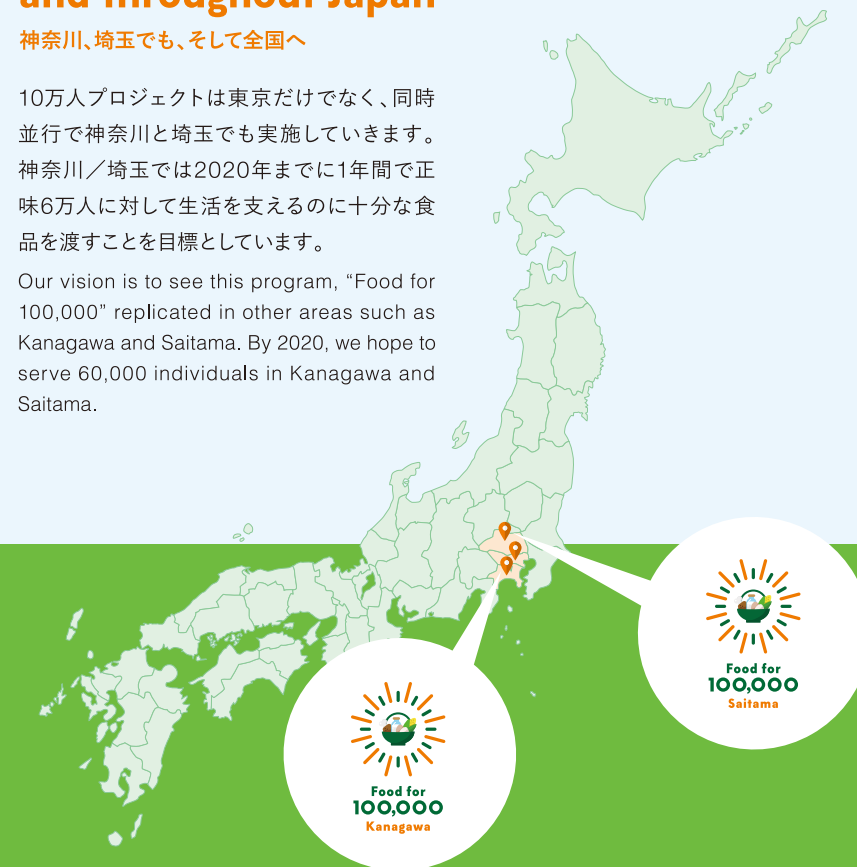 and Throughout Japan
神奈川、埼玉でも、そして全国へ
10万人プロジェクトは東京だけでなく、同時
並行で神奈川と埼玉でも実施していきます。
神奈川／埼玉では2020年までに1年間で正
味6万人に対して生活を支えるのに十分な食
品を渡すことを目標としています。
Our vision is to see this program, “Food for
100,000” replicated in other areas such as
Kanagawa and Saitama. By 2020, we hope to
serve 60,000 individuals in Kanagawa and
Saitama.
Food for
100,000
Saitama
Food for
100,000
Kanagawa